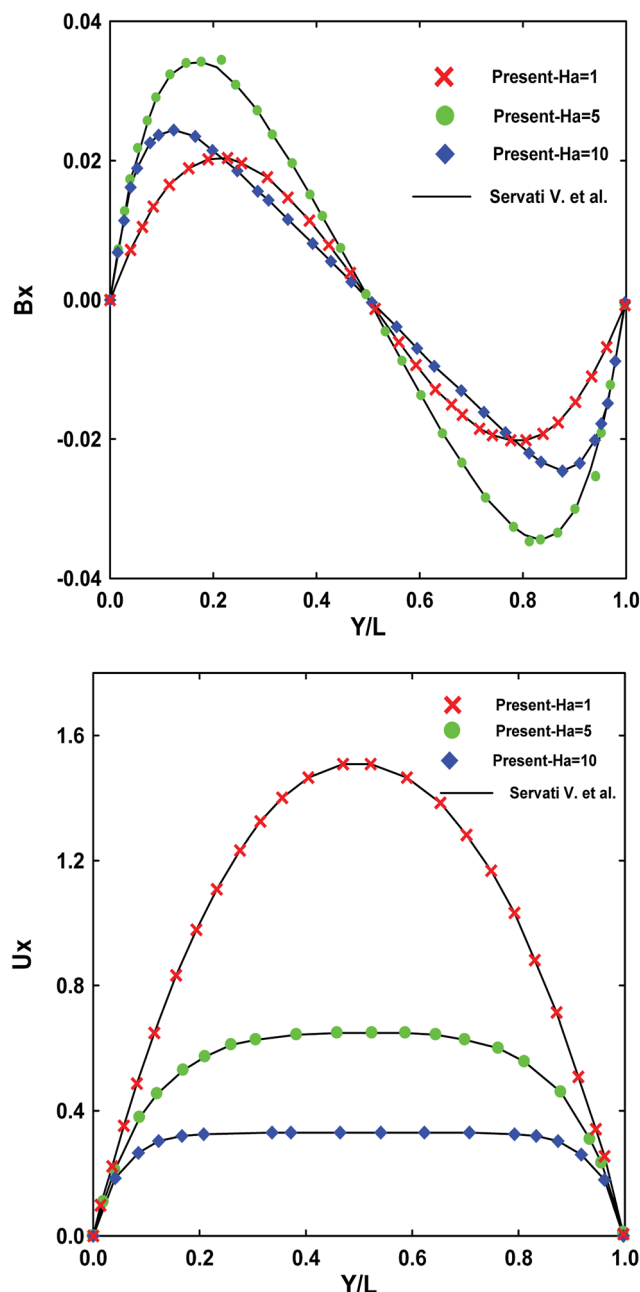 0.04
Present-Ha=1
Present-Ha=5
0.02
Present-Ha=10
Servati V. et al.
Bx
0.00
-0.02
-0.04
0.0 0.2 0.4 0.6 0.8 1.0
Y/L
Present-Ha=1
1.6
Present-Ha=5
Present-Ha=10
Servati V. et al.
1.2
Ux
0.8
0.4
0.0
0.0 0.2 0.4 0.6 0.8 1.0
Y/L